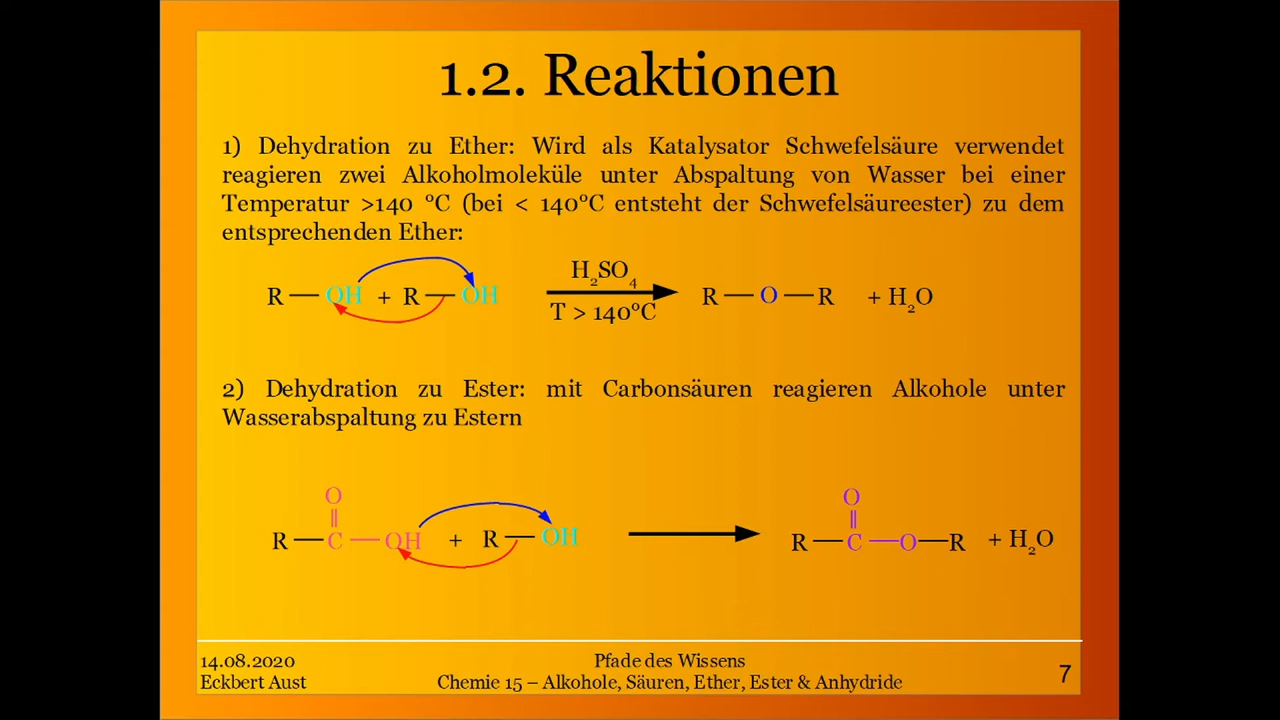 1.2. Reaktionen
1) Dehydration zu Ether: Wird als Katalysator Schwefelsäure verwendet
reagieren zwei Alkoholmoleküle unter Abspaltung von Wasser bei einer
Temperatur >140 °C (bei < 140°C entsteht der Schwefelsäureester) zu dem
entsprechenden Ether:
H₂SO₄
R — OH + R — OH R — O — R + H₂O
T > 140°C
2) Dehydration zu Ester: mit Carbonsäuren reagieren Alkohole unter
Wasserabspaltung zu Estern
O O
R — C — OH + R — OH R — C — O — R + H₂O
14.08.2020 Pfade des Wissens
Eckbert Aust Chemie 15 – Alkohole, Säuren, Ether, Ester & Anhydride 7